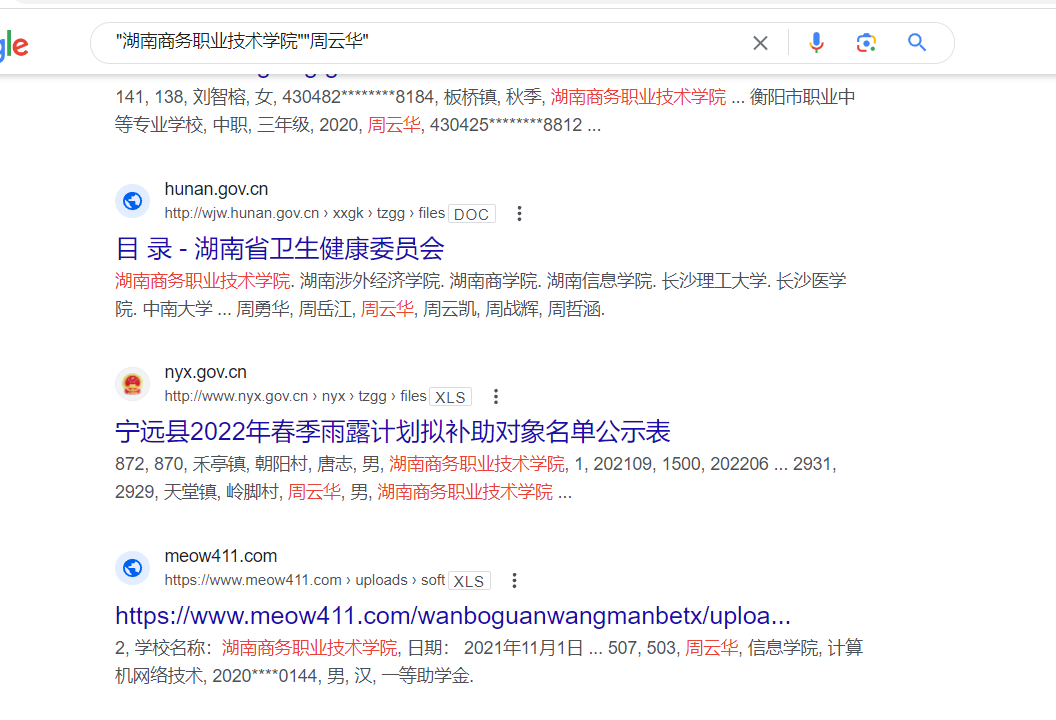 gle
"湖南商务职业技术学院""周云华"
141, 138, 刘智榕, 女, 430482********8184, 板桥镇, 秋季, 湖南商务职业技术学院 ... 衡阳市职业中
等专业学校, 中职, 三年级, 2020, 周云华, 430425********8812 ...
hunan.gov.cn
http://wjw.hunan.gov.cn › xxgk › tzgg › files DOC
目 录 - 湖南省卫生健康委员会
湖南商务职业技术学院. 湖南涉外经济学院. 湖南商学院. 湖南信息学院. 长沙理工大学. 长沙医学
院. 中南大学 ... 周勇华, 周岳江, 周云华, 周云凯, 周战辉, 周哲涵.
nyx.gov.cn
http://www.nyx.gov.cn › nyx › tzgg › files XLS
宁远县2022年春季雨露计划拟补助对象名单公示表
872, 870, 禾亭镇, 朝阳村, 唐志, 男, 湖南商务职业技术学院, 1, 202109, 1500, 202206 ... 2931,
2929, 天堂镇, 岭脚村, 周云华, 男, 湖南商务职业技术学院 ...
meow411.com
https://www.meow411.com › uploads › soft XLS
https://www.meow411.com/wanboguanwangmanbetx/uploa...
2, 学校名称：湖南商务职业技术学院, 日期： 2021年11月1日 ... 507, 503, 周云华, 信息学院, 计算
机网络技术, 2020****0144, 男, 汉, 一等助学金.